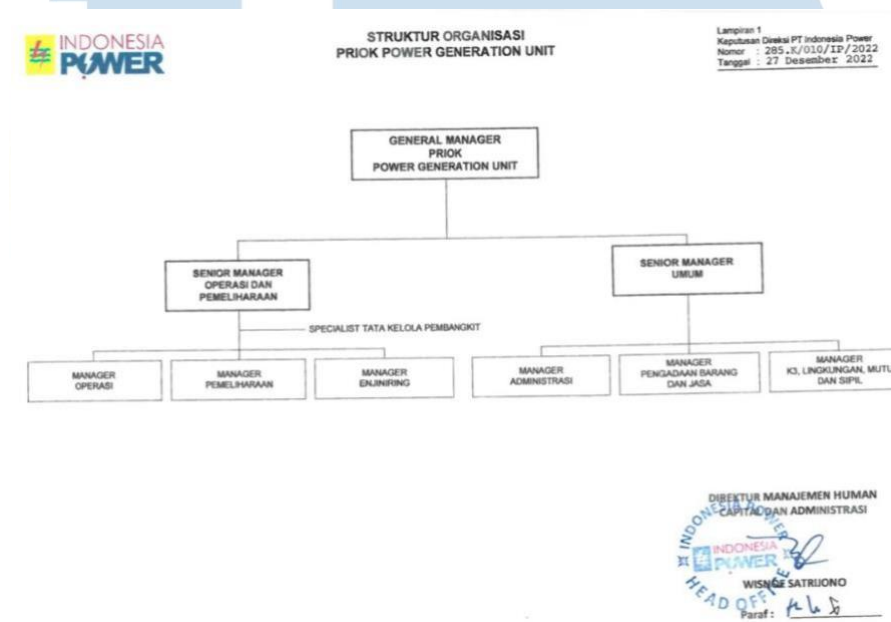 INDONESIA
POWER
STRUKTUR ORGANISASI
PRIOK POWER GENERATION UNIT
Lampiran 1
Keputusan Direksi PT Indonesia Power
Nomor : 285.K/010/IP/2022
Tanggal : 27 Desember 2022
GENERAL MANAGER
PRIOK
POWER GENERATION UNIT
SENIOR MANAGER
OPERASI DAN
PEMELIHARAAN
SENIOR MANAGER
UMUM
SPECIALIST TATA KELOLA PEMBANGKIT
MANAGER
OPERASI
MANAGER
PEMELIHARAAN
MANAGER
ENJINIRING
MANAGER
ADMINISTRASI
MANAGER
PENGADAAN BARANG
DAN JASA
MANAGER
K3, LINGKUNGAN, MUTU
DAN SIPIL
DIREKTUR MANAJEMEN HUMAN
CAPITAL DAN ADMINISTRASI
INDONESIA POWER
INDONESIA
POWER
HEAD OFFICE
SATRIJONO
Paraf :